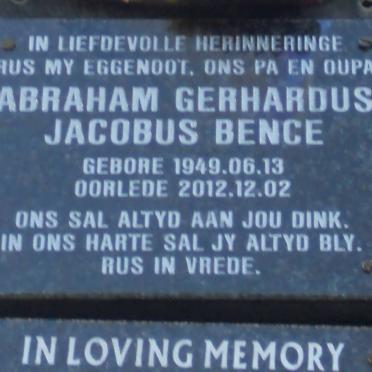 IN LIEFDEVOLLE HERINNERINGE
RUS MY EGGENOOT, ONS PA EN OUPA
ABRAHAM GERHARDUS
JACOBUS BENCE
GEBORE 1949.06.13
OORLEDE 2012.12.02
ONS SAL ALTYD AAN JOU DINK.
IN ONS HARTE SAL JY ALTYD BLY.
RUS IN VREDE.
IN LOVING MEMORY